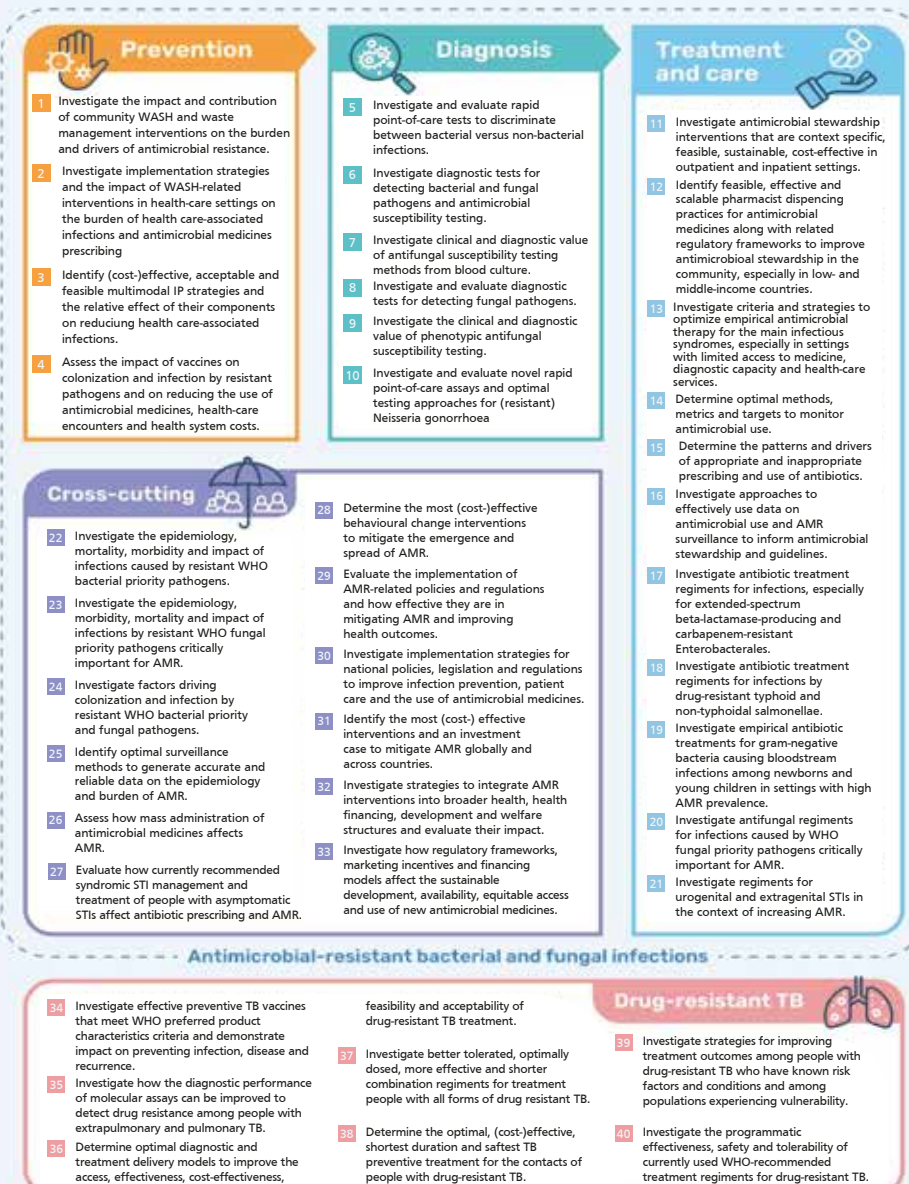 Prevention
1 Investigate the impact and contribution
of community WASH and waste
management interventions on the burden
and drivers of antimicrobial resistance.
2 Investigate implementation strategies
and the impact of WASH-related
interventions in health-care settings on
the burden of health care-associated
infections and antimicrobial medicines
prescribing
3 Identify (cost-)effective, acceptable and
feasible multimodal IP strategies and
the relative effect of their components
on reduciung health care-associated
infections.
4 Assess the impact of vaccines on
colonization and infection by resistant
pathogens and on reducing the use of
antimicrobial medicines, health-care
encounters and health system costs.
Diagnosis
5 Investigate and evaluate rapid
point-of-care tests to discriminate
between bacterial versus non-bacterial
infections.
6 Investigate diagnostic tests for
detecting bacterial and fungal
pathogens and antimicrobial
susceptibility testing.
7 Investigate clinical and diagnostic value
of antifungal susceptibility testing
methods from blood culture.
8 Investigate and evaluate diagnostic
tests for detecting fungal pathogens.
9 Investigate the clinical and diagnostic
value of phenotypic antifungal
susceptibility testing.
10 Investigate and evaluate novel rapid
point-of-care assays and optimal
testing approaches for (resistant)
Neisseria gonorrhoea
Treatment
and care
11 Investigate antimicrobial stewardship
interventions that are context specific,
feasible, sustainable, cost-effective in
outpatient and inpatient settings.
12 Identify feasible, effective and
scalable pharmacist dispencing
practices for antimicrobial
medicines along with related
regulatory frameworks to improve
antimicrobioal stewardship in the
community, especially in low- and
middle-income countries.
13 Investigate criteria and strategies to
optimize empirical antimicrobial
therapy for the main infectious
syndromes, especially in settings
with limited access to medicine,
diagnostic capacity and health-care
services.
14 Determine optimal methods,
metrics and targets to monitor
antimicrobial use.
15 Determine the patterns and drivers
of appropriate and inappropriate
prescribing and use of antibiotics.
16 Investigate approaches to
effectively use data on
antimicrobial use and AMR
surveillance to inform antimicrobial
stewardship and guidelines.
17 Investigate antibiotic treatment
regiments for infections, especially
for extended-spectrum
beta-lactamase-producing and
carbapenem-resistant
Enterobacterales.
18 Investigate antibiotic treatment
regiments for infections by
drug-resistant typhoid and
non-typhoidal salmonellae.
19 Investigate empirical antibiotic
treatments for gram-negative
bacteria causing bloodstream
infections among newborns and
young children in settings with high
AMR prevalence.
20 Investigate antifungal regiments
for infections caused by WHO
fungal priority pathogens critically
important for AMR.
21 Investigate regiments for
urogenital and extragenital STIs in
the context of increasing AMR.
Cross-cutting
22 Investigate the epidemiology,
mortality, morbidity and impact of
infections caused by resistant WHO
bacterial priority pathogens.
23 Investigate the epidemiology,
morbidity, mortality and impact of
infections by resistant WHO fungal
priority pathogens critically
important for AMR.
24 Investigate factors driving
colonization and infection by
resistant WHO bacterial priority
and fungal pathogens.
25 Identify optimal surveillance
methods to generate accurate and
reliable data on the epidemiology
and burden of AMR.
26 Assess how mass administration of
antimicrobial medicines affects
AMR.
27 Evaluate how currently recommended
syndromic STI management and
treatment of people with asymptomatic
STIs affect antibiotic prescribing and AMR.
28 Determine the most (cost-)effective
behavioural change interventions
to mitigate the emergence and
spread of AMR.
29 Evaluate the implementation of
AMR-related policies and regulations
and how effective they are in
mitigating AMR and improving
health outcomes.
30 Investigate implementation strategies for
national policies, legislation and regulations
to improve infection prevention, patient
care and the use of antimicrobial medicines.
31 Identify the most (cost-) effective
interventions and an investment
case to mitigate AMR globally and
across countries.
32 Investigate strategies to integrate AMR
interventions into broader health, health
financing, development and welfare
structures and evaluate their impact.
33 Investigate how regulatory frameworks,
marketing incentives and financing
models affect the sustainable
development, availability, equitable access
and use of new antimicrobial medicines.
Antimicrobial-resistant bacterial and fungal infections
Drug-resistant TB
34 Investigate effective preventive TB vaccines
that meet WHO preferred product
characteristics criteria and demonstrate
impact on preventing infection, disease and
recurrence.
35 Investigate how the diagnostic performance
of molecular assays can be improved to
detect drug resistance among people with
extrapulmonary and pulmonary TB.
36 Determine optimal diagnostic and
treatment delivery models to improve the
access, effectiveness, cost-effectiveness,
feasibility and acceptability of
drug-resistant TB treatment.
37 Investigate better tolerated, optimally
dosed, more effective and shorter
combination regiments for treatment
people with all forms of drug resistant TB.
38 Determine the optimal, (cost-)effective,
shortest duration and saftest TB
preventive treatment for the contacts of
people with drug-resistant TB.
39 Investigate strategies for improving
treatment outcomes among people with
drug-resistant TB who have known risk
factors and conditions and among
populations experiencing vulnerability.
40 Investigate the programmatic
effectiveness, safety and tolerability of
currently used WHO-recommended
treatment regiments for drug-resistant TB.